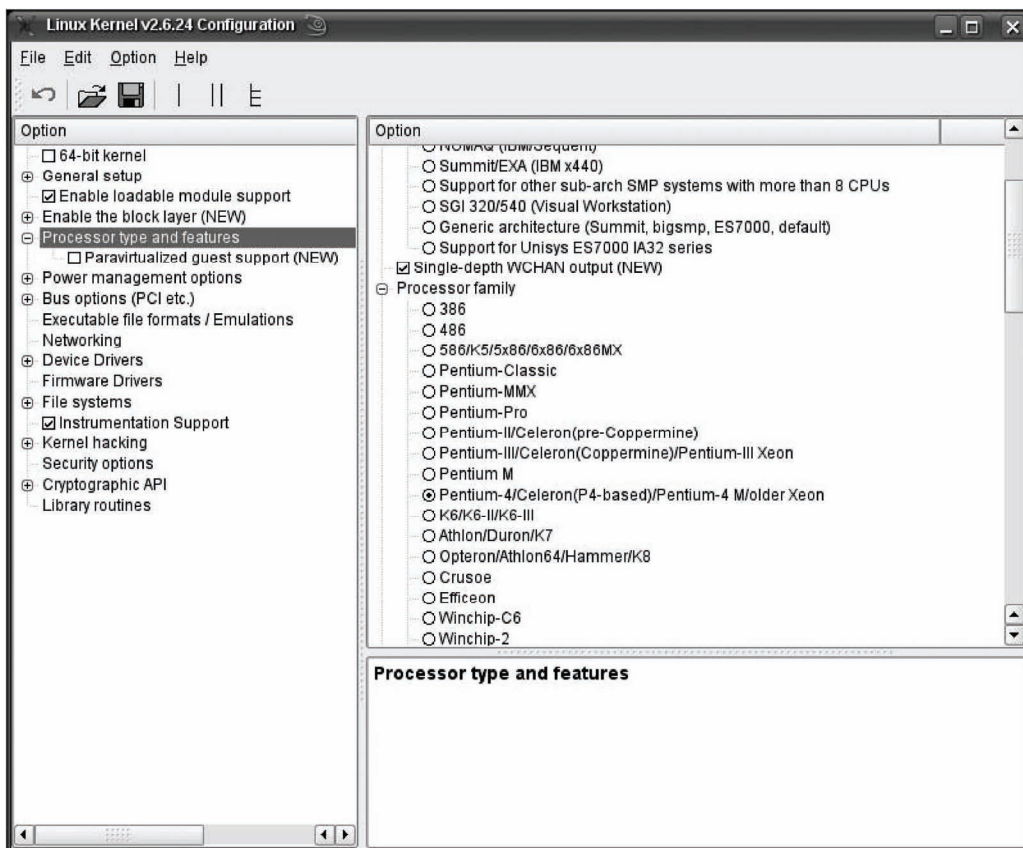 Linux Kernel v2.6.24 Configuration
File Edit Option Help
Option
64-bit kernel
General setup
Enable loadable module support
Enable the block layer (NEW)
Processor type and features
Paravirtualized guest support (NEW)
Power management options
Bus options (PCI etc.)
Executable file formats / Emulations
Networking
Device Drivers
Firmware Drivers
File systems
Instrumentation Support
Kernel hacking
Security options
Cryptographic API
Library routines
Option
NUMAQ (IBM/Sequent)
Summit/EXA (IBM x440)
Support for other sub-arch SMP systems with more than 8 CPUs
SGI 320/540 (Visual Workstation)
Generic architecture (Summit, bigsmp, ES7000, default)
Support for Unisys ES7000 IA32 series
Single-depth WCHAN output (NEW)
Processor family
386
486
586/K5/5x86/6x86/6x86MX
Pentium-Classic
Pentium-MMX
Pentium-Pro
Pentium-II/Celeron(pre-Coppermine)
Pentium-III/Celeron(Coppermine)/Pentium-III Xeon
Pentium M
Pentium-4/Celeron(P4-based)/Pentium-4 M/older Xeon
K6/K6-II/K6-III
Athlon/Duron/K7
Opteron/Athlon64/Hammer/K8
Crusoe
Efficeon
Winchip-C6
Winchip-2
Processor type and features